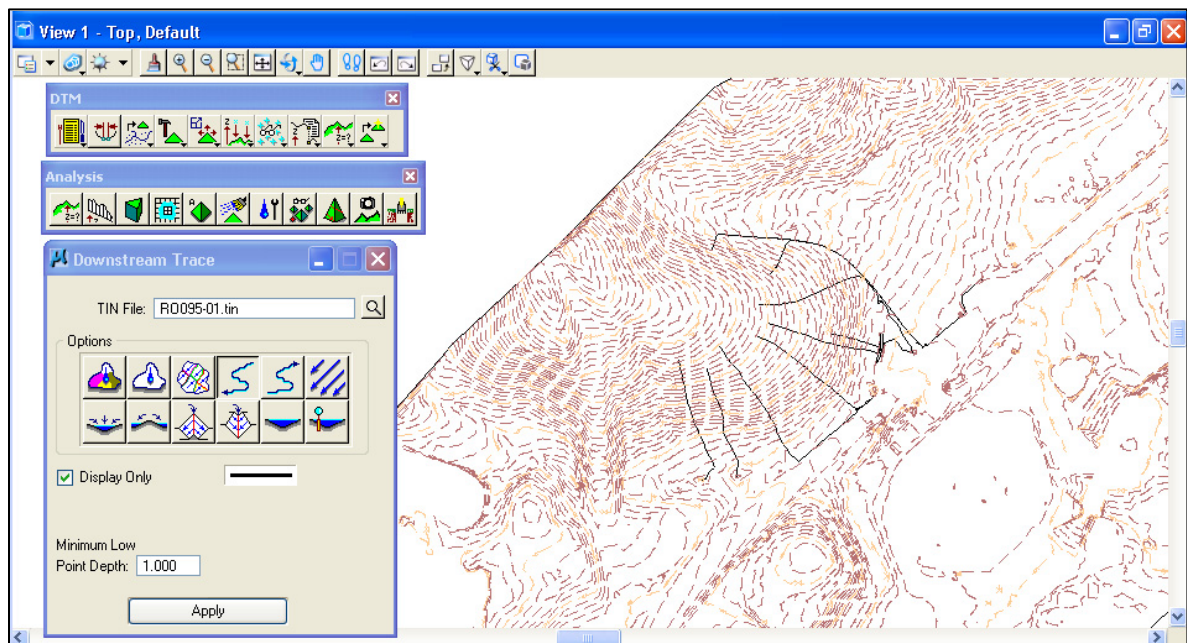 View 1 - Top, Default
DTM
Analysis
Downstream Trace
TIN File: RO095-01.tin
Options
Display Only
Minimum Low
Point Depth: 1.000
Apply